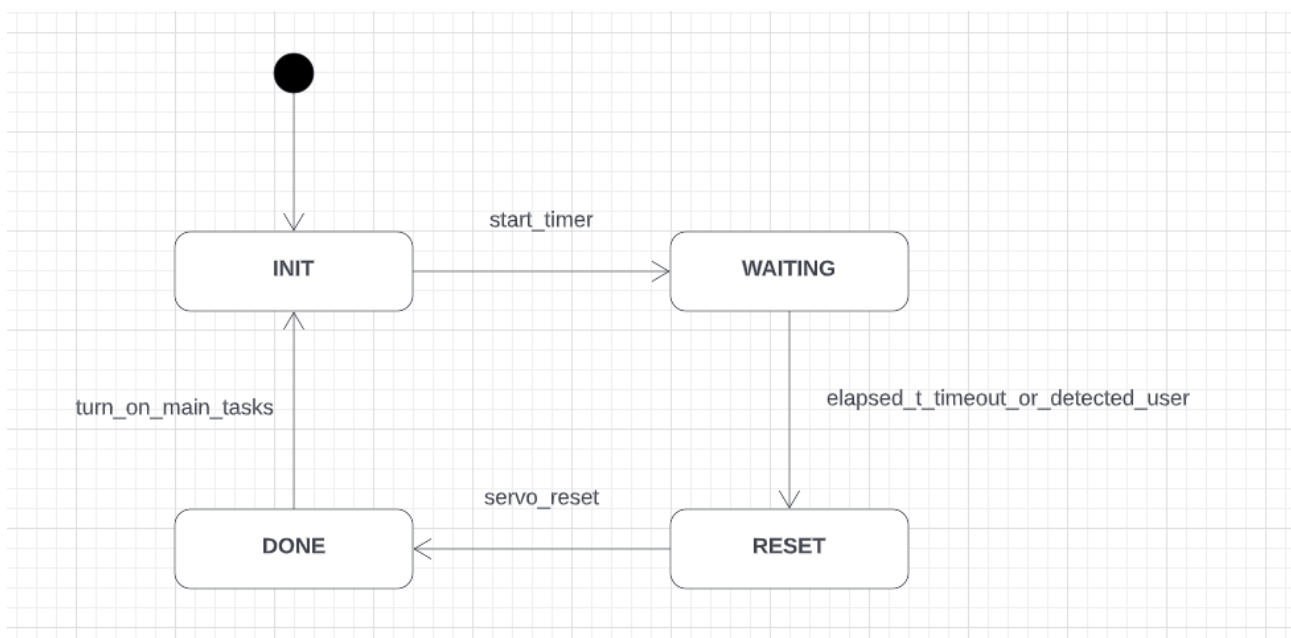 start_timer
INIT
WAITING
elapsed_t_timeout_or_detected_user
turn_on_main_tasks
servo_reset
DONE
RESET